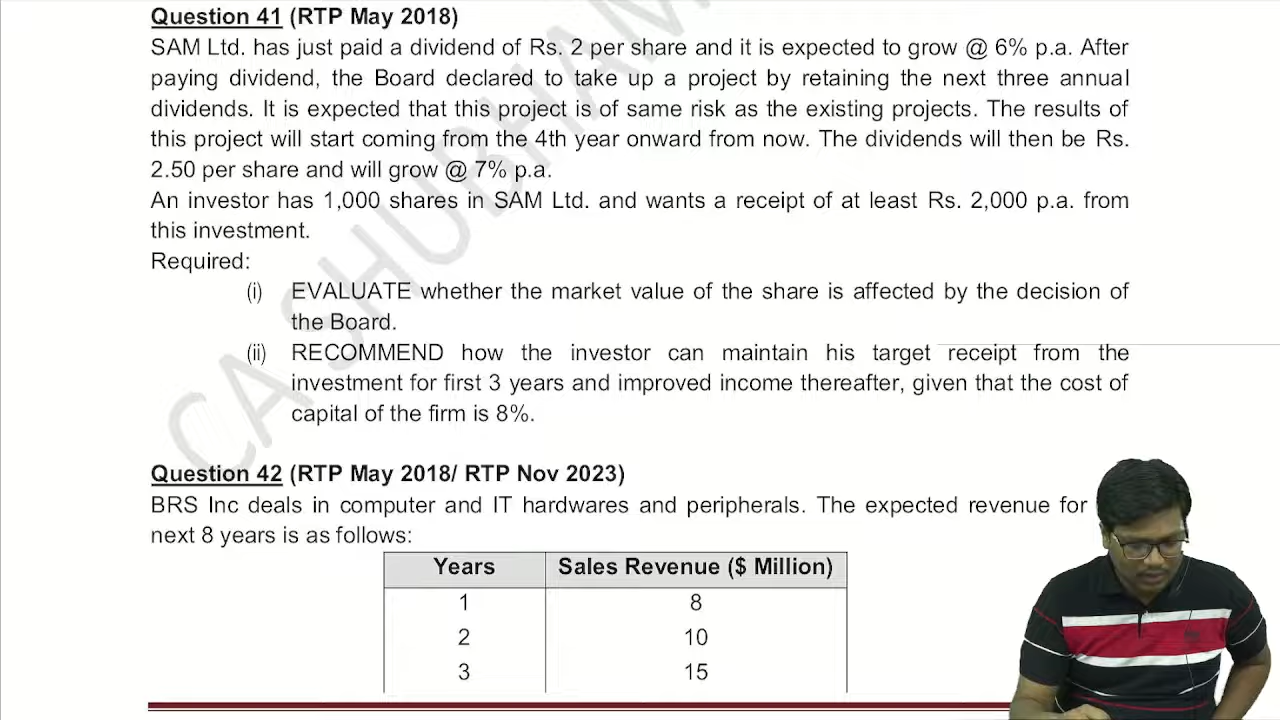 Question 41 (RTP May 2018)
SAM Ltd. has just paid a dividend of Rs. 2 per share and it is expected to grow @ 6% p.a. After
paying dividend, the Board declared to take up a project by retaining the next three annual
dividends. It is expected that this project is of same risk as the existing projects. The results of
this project will start coming from the 4th year onward from now. The dividends will then be Rs.
2.50 per share and will grow @ 7% p.a.
An investor has 1,000 shares in SAM Ltd. and wants a receipt of at least Rs. 2,000 p.a. from
this investment.
Required:
(i) EVALUATE whether the market value of the share is affected by the decision of
the Board.
(ii) RECOMMEND how the investor can maintain his target receipt from the
investment for first 3 years and improved income thereafter, given that the cost of
capital of the firm is 8%.
Question 42 (RTP May 2018/ RTP Nov 2023)
BRS Inc deals in computer and IT hardwares and peripherals. The expected revenue for
next 8 years is as follows:
Years Sales Revenue ($ Million)
1 8
2 10
3 15
CA SHUBHAM